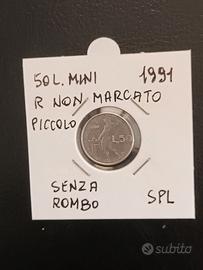 50L. MINI 1991
R NON MARCATO
PICCOLO
L.50
SENZA
ROMBO SPL
subito